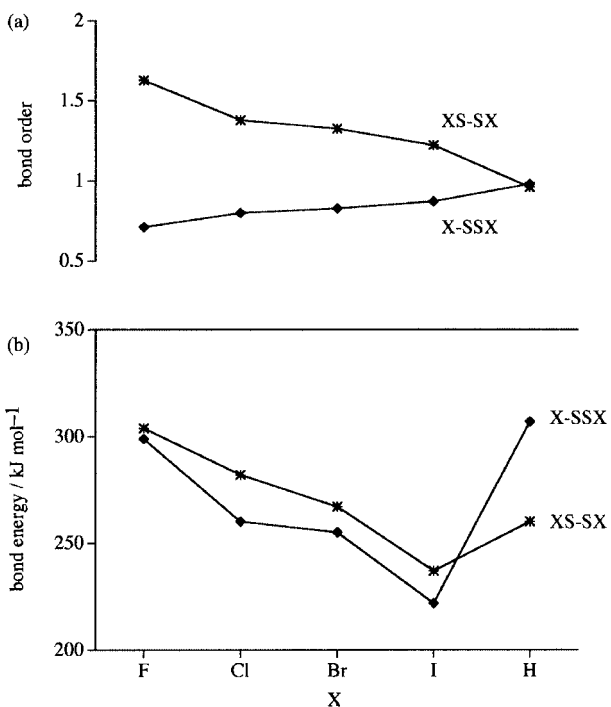 (a)
2
1.5
1
0.5
bond order
XS-SX
X-SSX
(b)
350
300
250
200
bond energy / kJ mol−1
X-SSX
XS-SX
F Cl Br I H
X